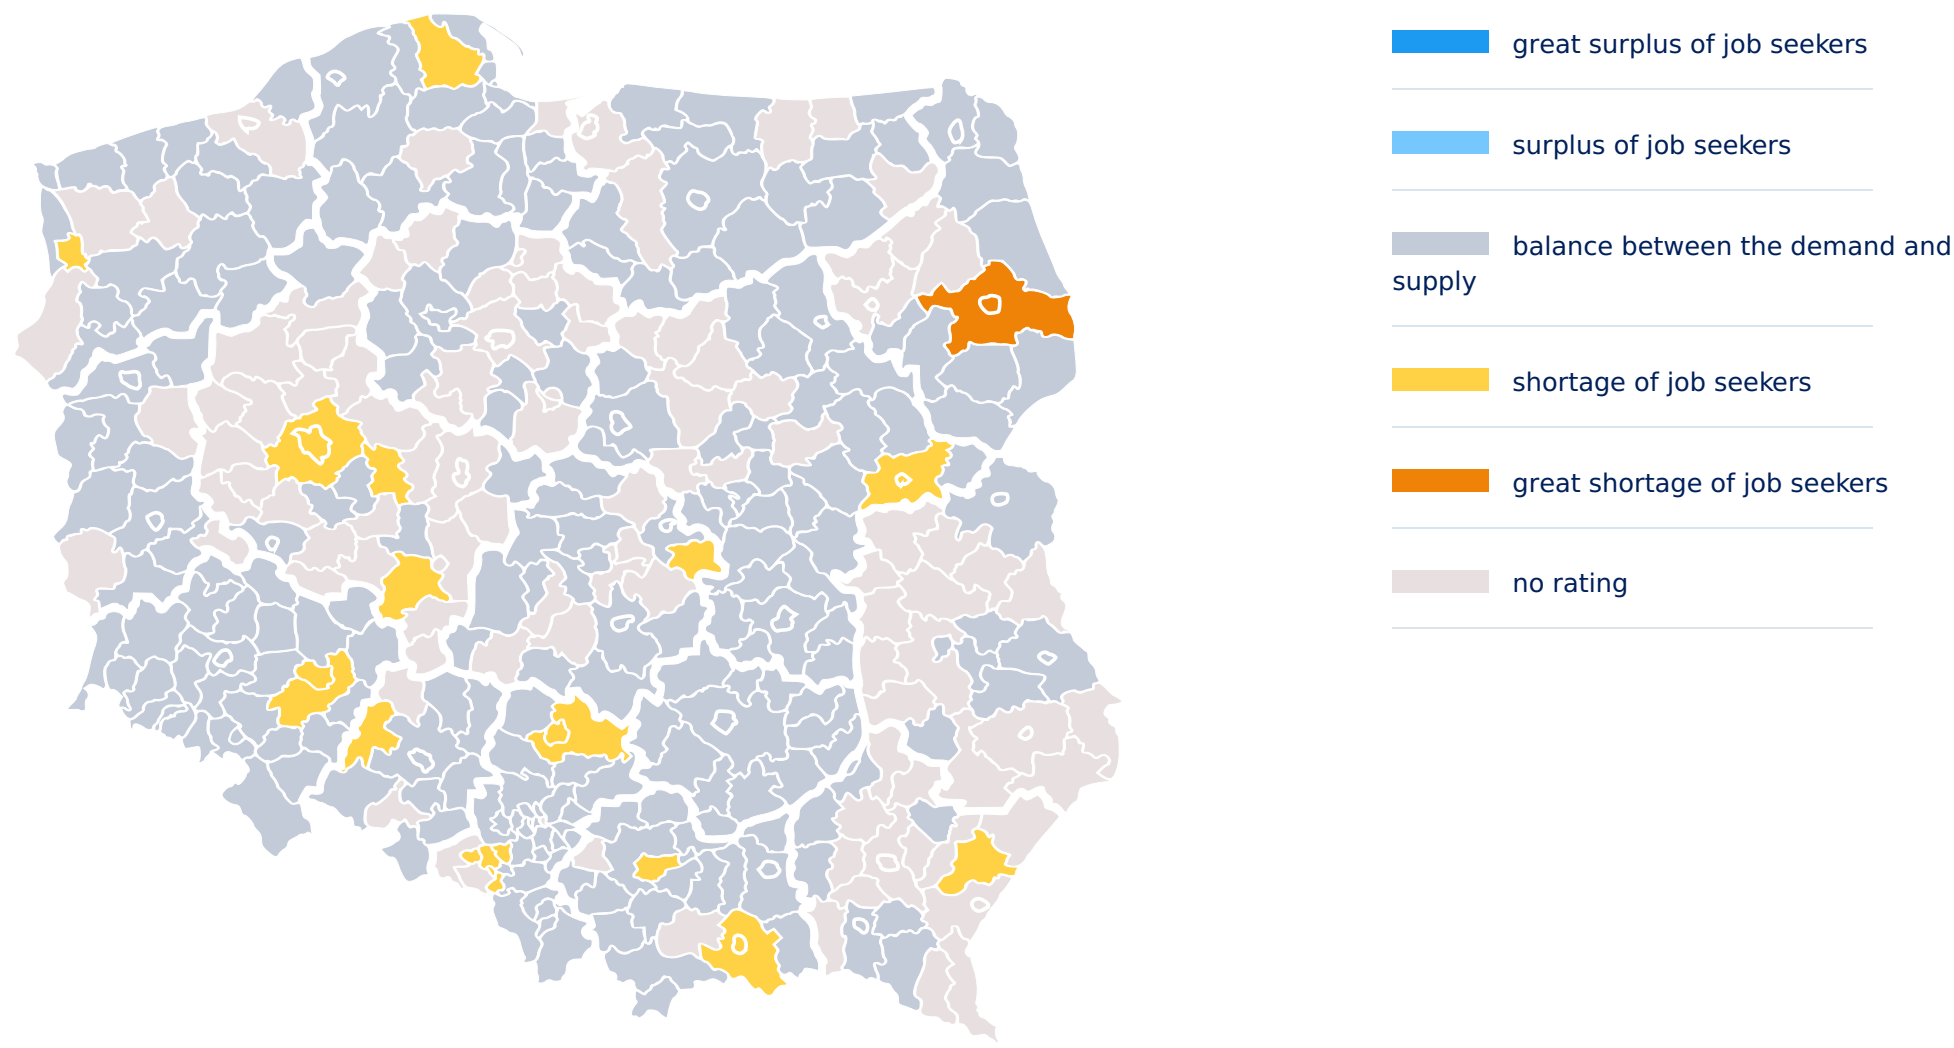 great surplus of job seekers
surplus of job seekers
balance between the demand and
supply
shortage of job seekers
great shortage of job seekers
no rating